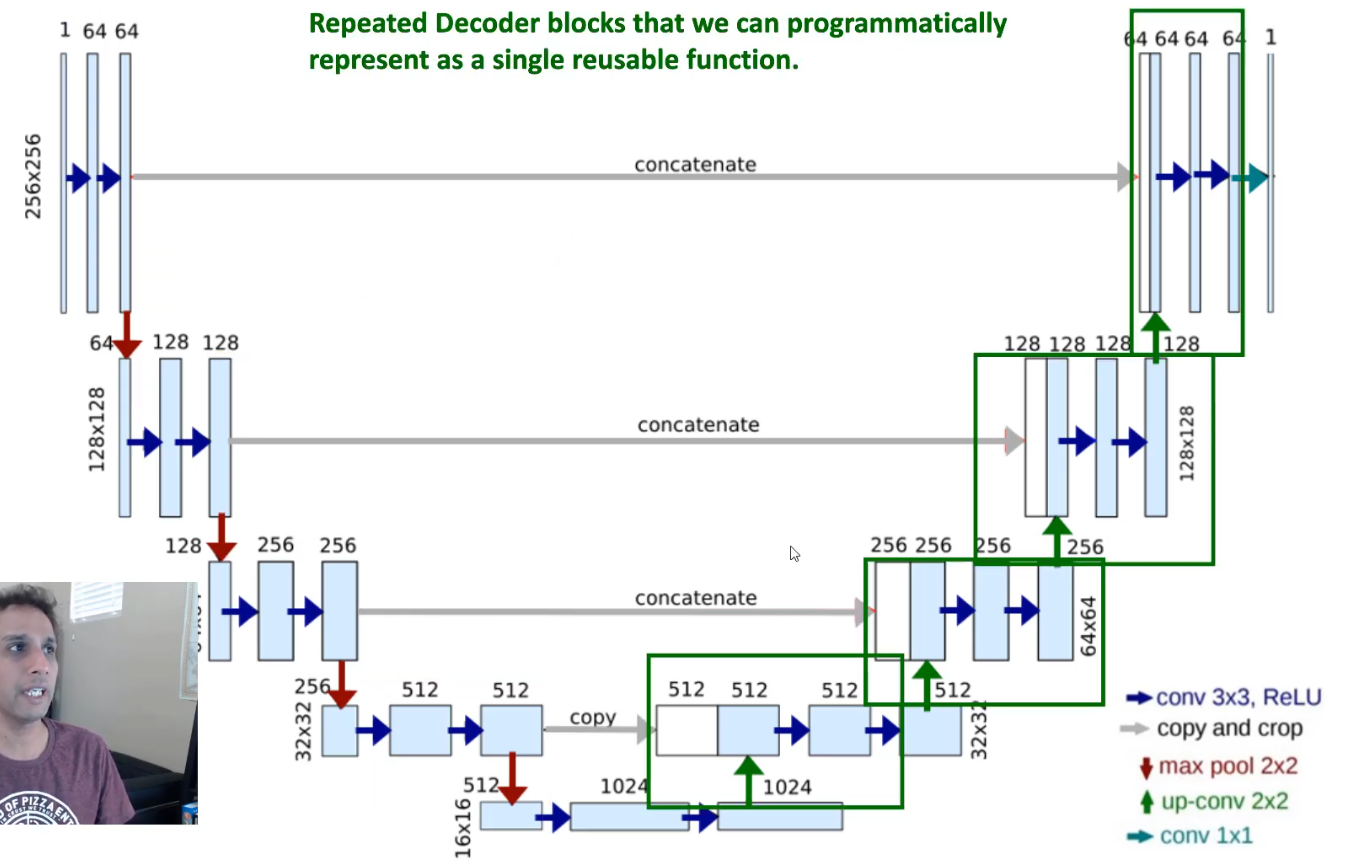 Repeated Decoder blocks that we can programmatically
represent as a single reusable function.
1 64 64
64 64 64 64 1
256x256
concatenate
64 128 128
128 128 128 128
128x128
concatenate
128x128
128 256 256
256 256 256 256
concatenate
64x64
256 512 512
512 512 512 512
32x32
copy
32x32
512 1024 1024
16x16
conv 3x3, ReLU
copy and crop
max pool 2x2
up-conv 2x2
conv 1x1
OF PIZZA